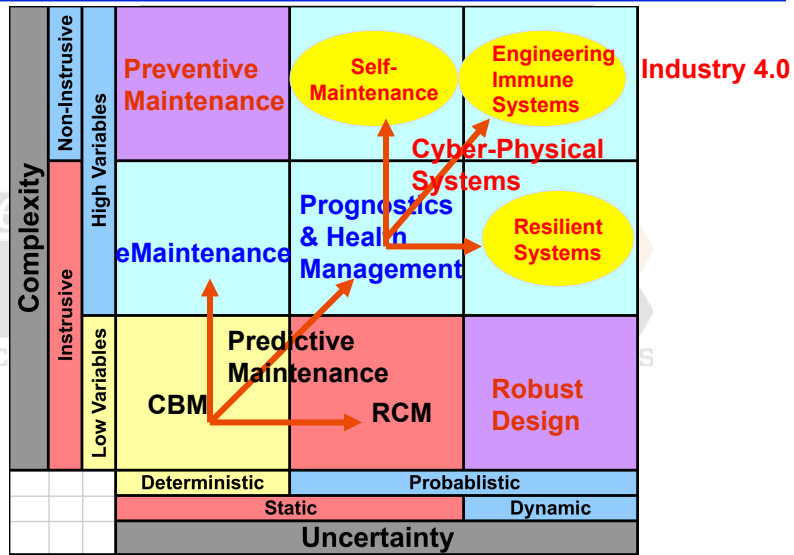 Complexity
Non-Instrusive
Instrusive
High Variables
Low Variables
Preventive
Maintenance
Self-
Maintenance
Engineering
Immune
Systems
Industry 4.0
Cyber-Physical
Systems
eMaintenance
Prognostics
& Health
Management
Resilient
Systems
Predictive
Maintenance
CBM
RCM
Robust
Design
Deterministic
Probablistic
Static
Dynamic
Uncertainty